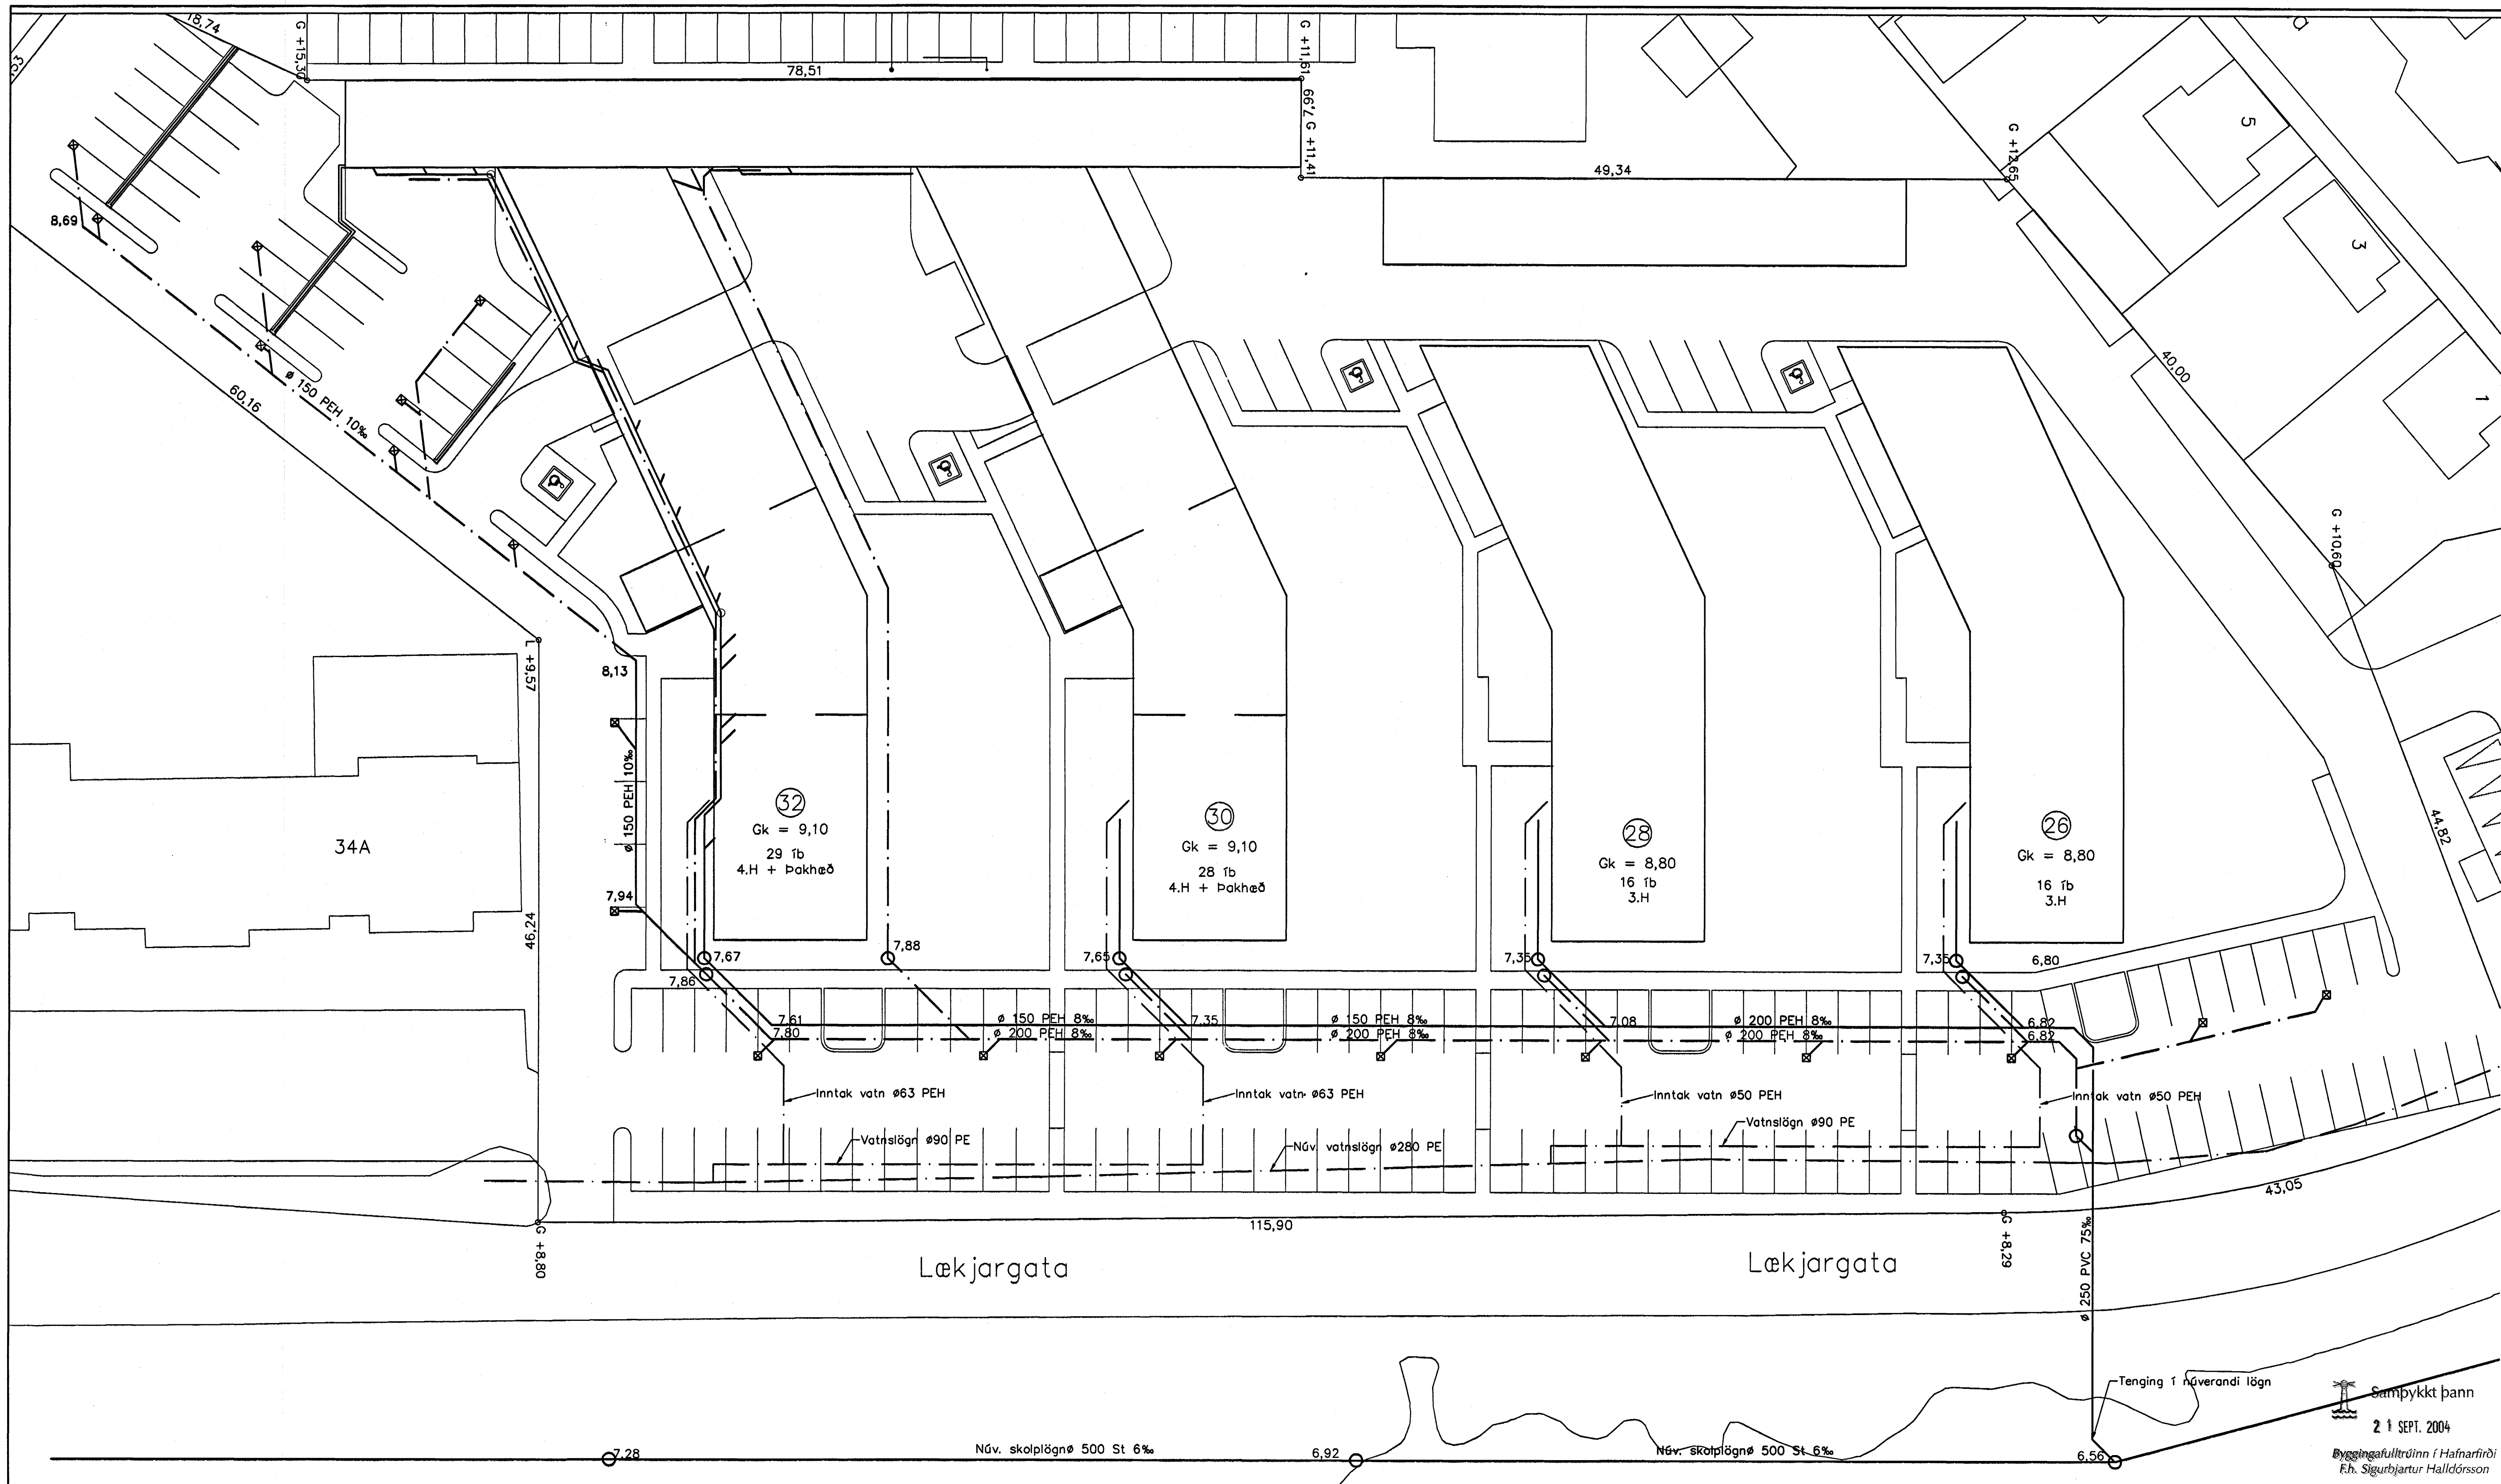 18,74
G +15,30
78,51
G +11,61
7,99
G +11,41
49,34
G +12,65
5
3
1
40,00
8,69
ø 150 PEH 10‰
60,16
G +10,60
L +9,57
8,13
ø 150 PEH 10‰
7,94
46,24
34A
44,82
32
Gk = 9,10
29 íb
4.H + Þakhæð
30
Gk = 9,10
28 íb
4.H + Þakhæð
28
Gk = 8,80
16 íb
3.H
26
Gk = 8,80
16 íb
3.H
7,67
7,88
7,65
7,35
7,35
6,80
7,86
7,61
ø 150 PEH 8‰
7,35
ø 150 PEH 8‰
7,08
ø 200 PEH 8‰
6,82
7,80
ø 200 PEH 8‰
ø 200 PEH 8‰
ø 200 PEH 8‰
6,82
Inntak vatn ø63 PEH
Inntak vatn ø63 PEH
Inntak vatn ø50 PEH
Inntak vatn ø50 PEH
Vatnslögn ø90 PE
Núv. vatnslögn ø280 PE
Vatnslögn ø90 PE
43,05
115,90
G +8,80
G +8,29
ø 250 PVC 75‰
Lækjargata
Lækjargata
Tenging í núverandi lögn
7.28
Núv. skolplögnø 500 St 6‰
6,92
Núv. skolplögnø 500 St 6‰
6,56
Samþykkt þann
21 SEPT. 2004
Byggingafulltrúinn í Hafnarfirði
F.h. Sigurbjartur Halldórsson